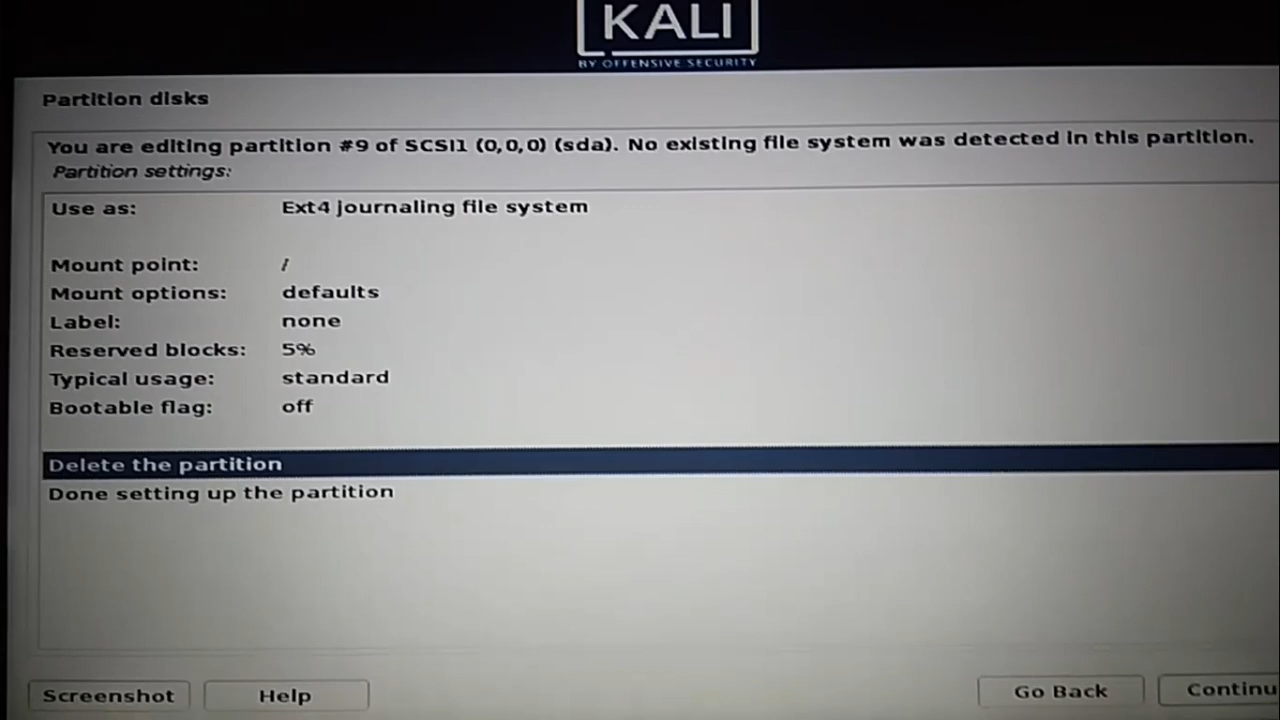 KALI
BY OFFENSIVE SECURITY
Partition disks
You are editing partition #9 of SCSI1 (0,0,0) (sda). No existing file system was detected in this partition.
Partition settings:
Use as: Ext4 journaling file system
Mount point: /
Mount options: defaults
Label: none
Reserved blocks: 5%
Typical usage: standard
Bootable flag: off
Delete the partition
Done setting up the partition
Screenshot Help Go Back Continu